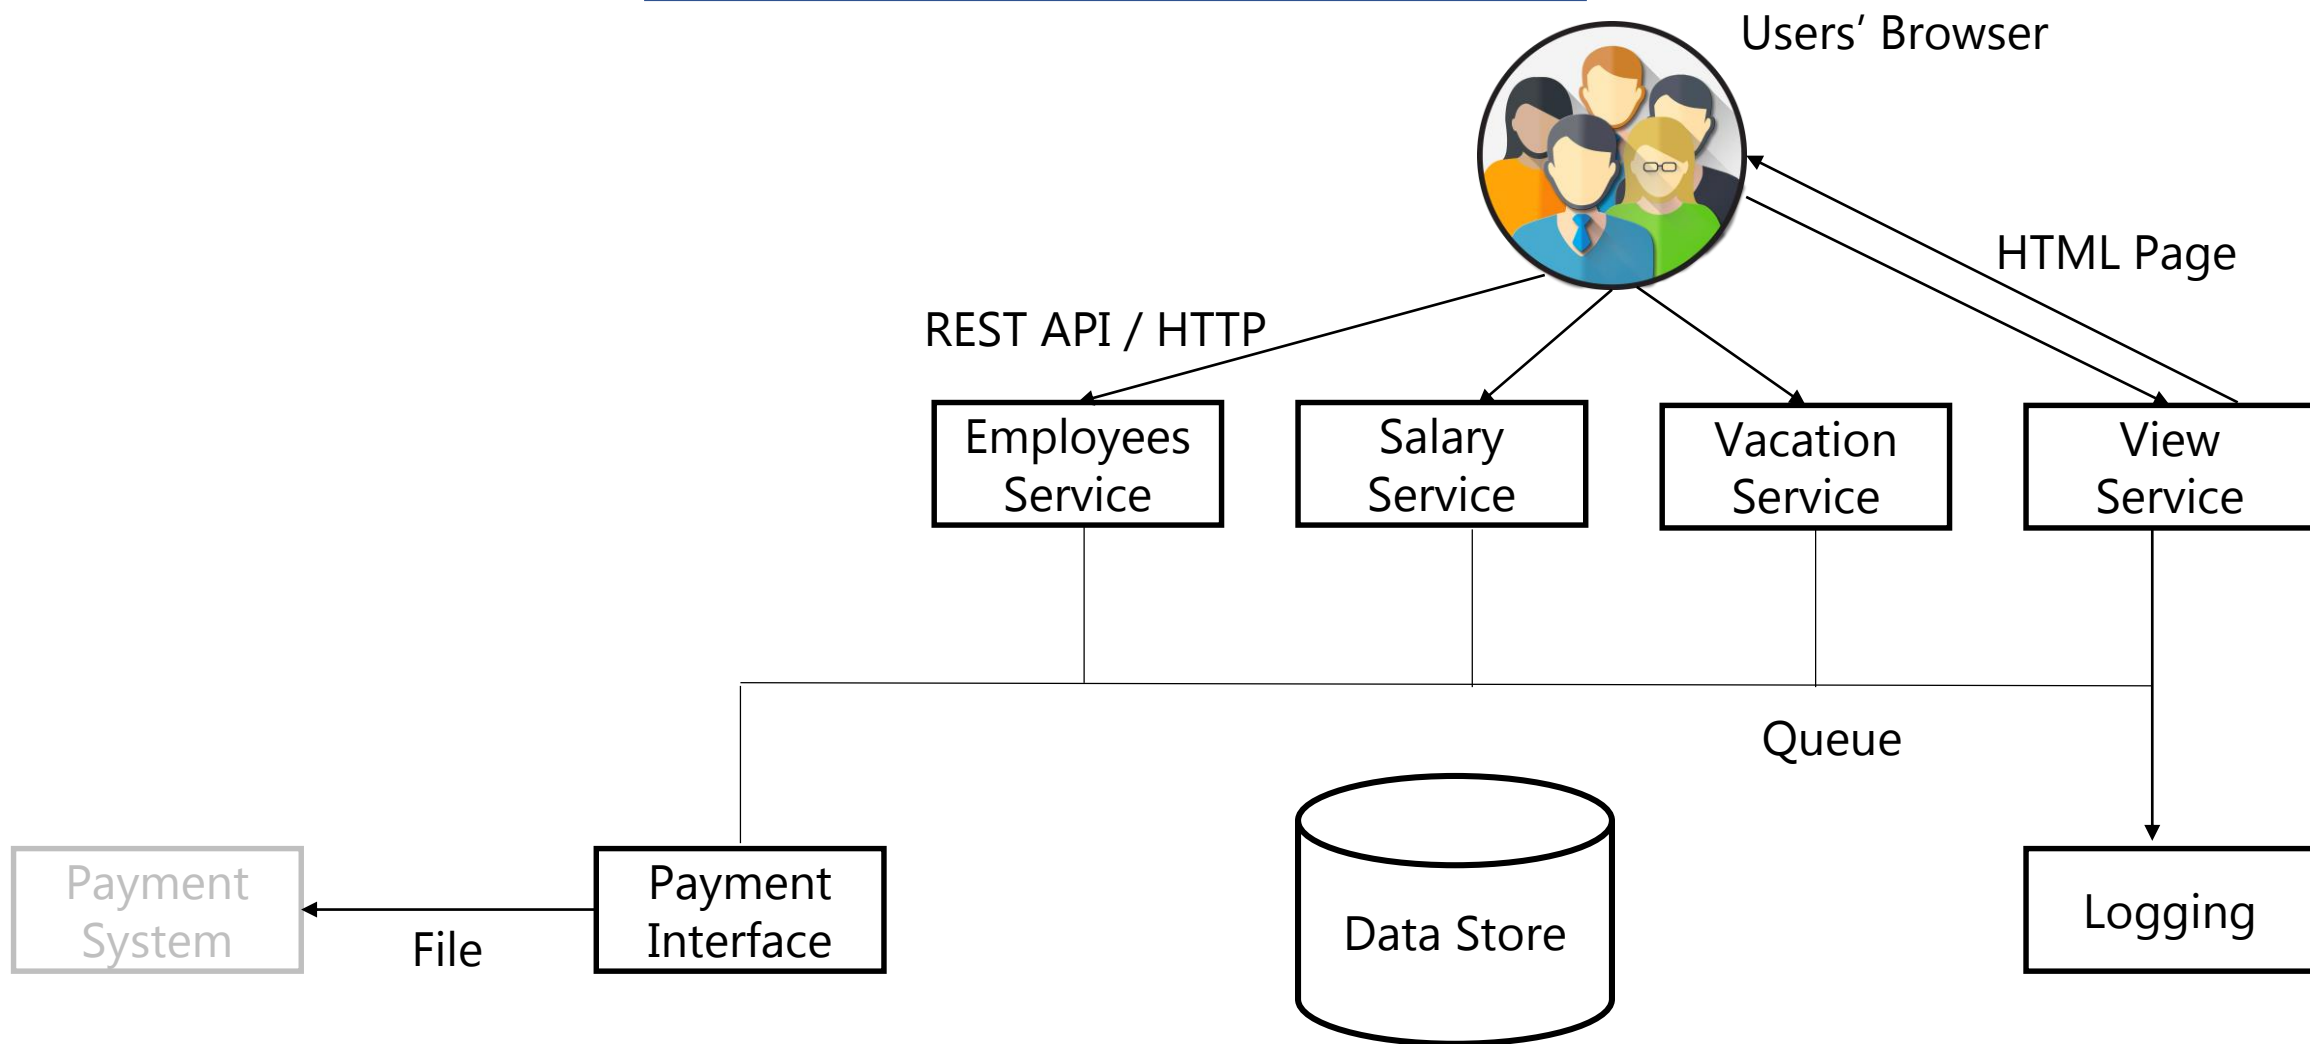 Users’ Browser
HTML Page
REST API / HTTP
Employees
Service
Salary
Service
Vacation
Service
View
Service
Queue
Payment
System
File
Payment
Interface
Data Store
Logging